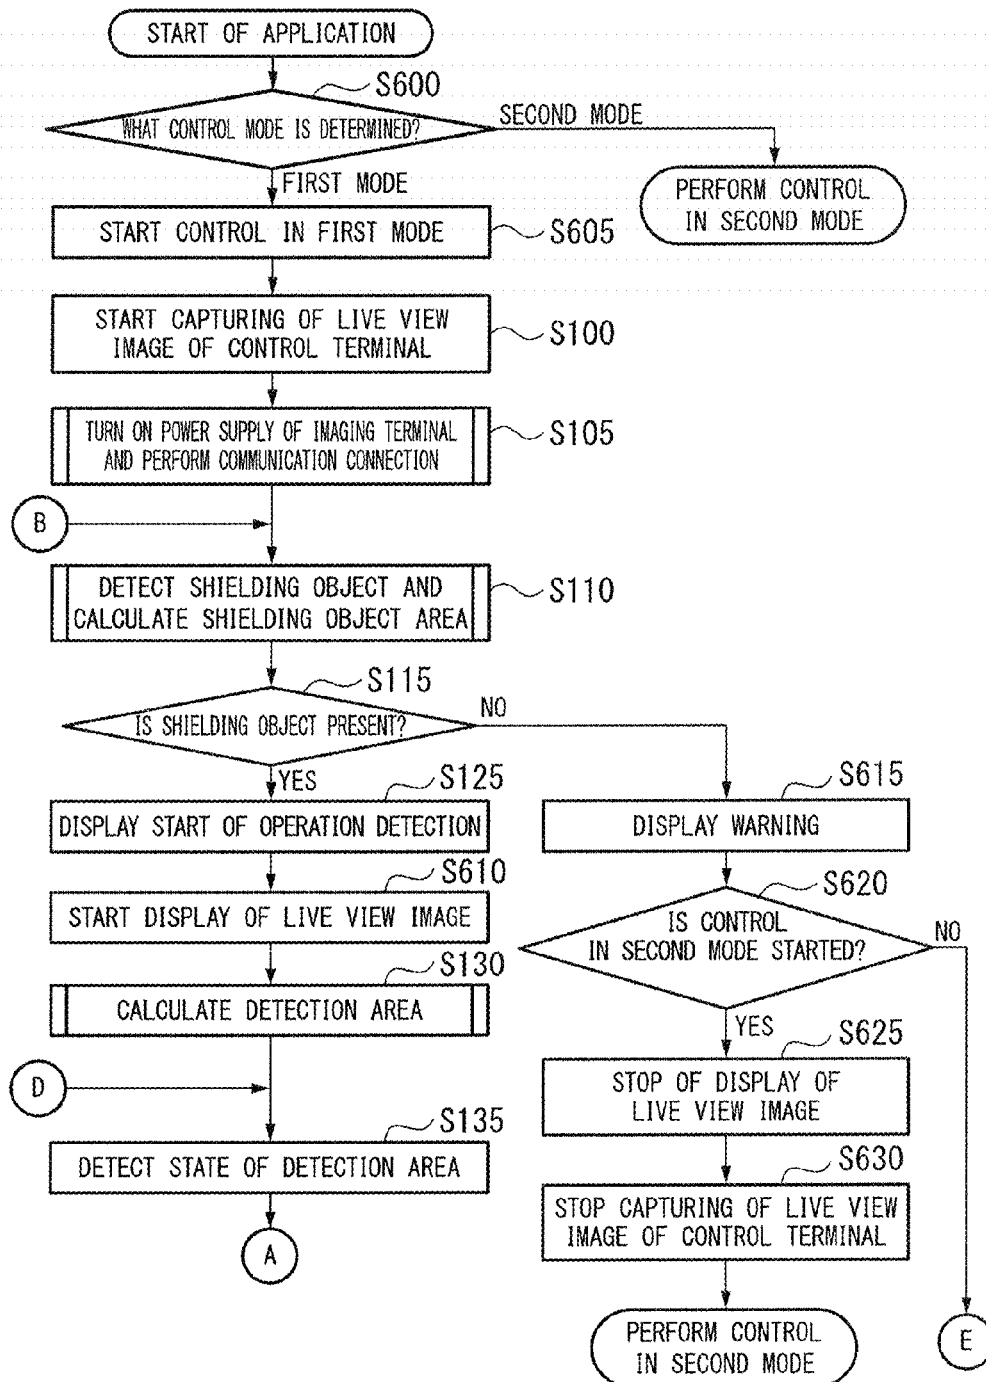 START OF APPLICATION
S600
WHAT CONTROL MODE IS DETERMINED?
SECOND MODE
FIRST MODE
PERFORM CONTROL
IN SECOND MODE
START CONTROL IN FIRST MODE
S605
START CAPTURING OF LIVE VIEW
IMAGE OF CONTROL TERMINAL
S100
TURN ON POWER SUPPLY OF IMAGING TERMINAL
AND PERFORM COMMUNICATION CONNECTION
S105
B
DETECT SHIELDING OBJECT AND
CALCULATE SHIELDING OBJECT AREA
S110
S115
IS SHIELDING OBJECT PRESENT?
NO
YES
S125
DISPLAY START OF OPERATION DETECTION
S610
START DISPLAY OF LIVE VIEW IMAGE
S130
CALCULATE DETECTION AREA
D
S135
DETECT STATE OF DETECTION AREA
A
S615
DISPLAY WARNING
S620
IS CONTROL
IN SECOND MODE STARTED?
NO
YES
S625
STOP OF DISPLAY OF
LIVE VIEW IMAGE
S630
STOP CAPTURING OF LIVE VIEW
IMAGE OF CONTROL TERMINAL
PERFORM CONTROL
IN SECOND MODE
E